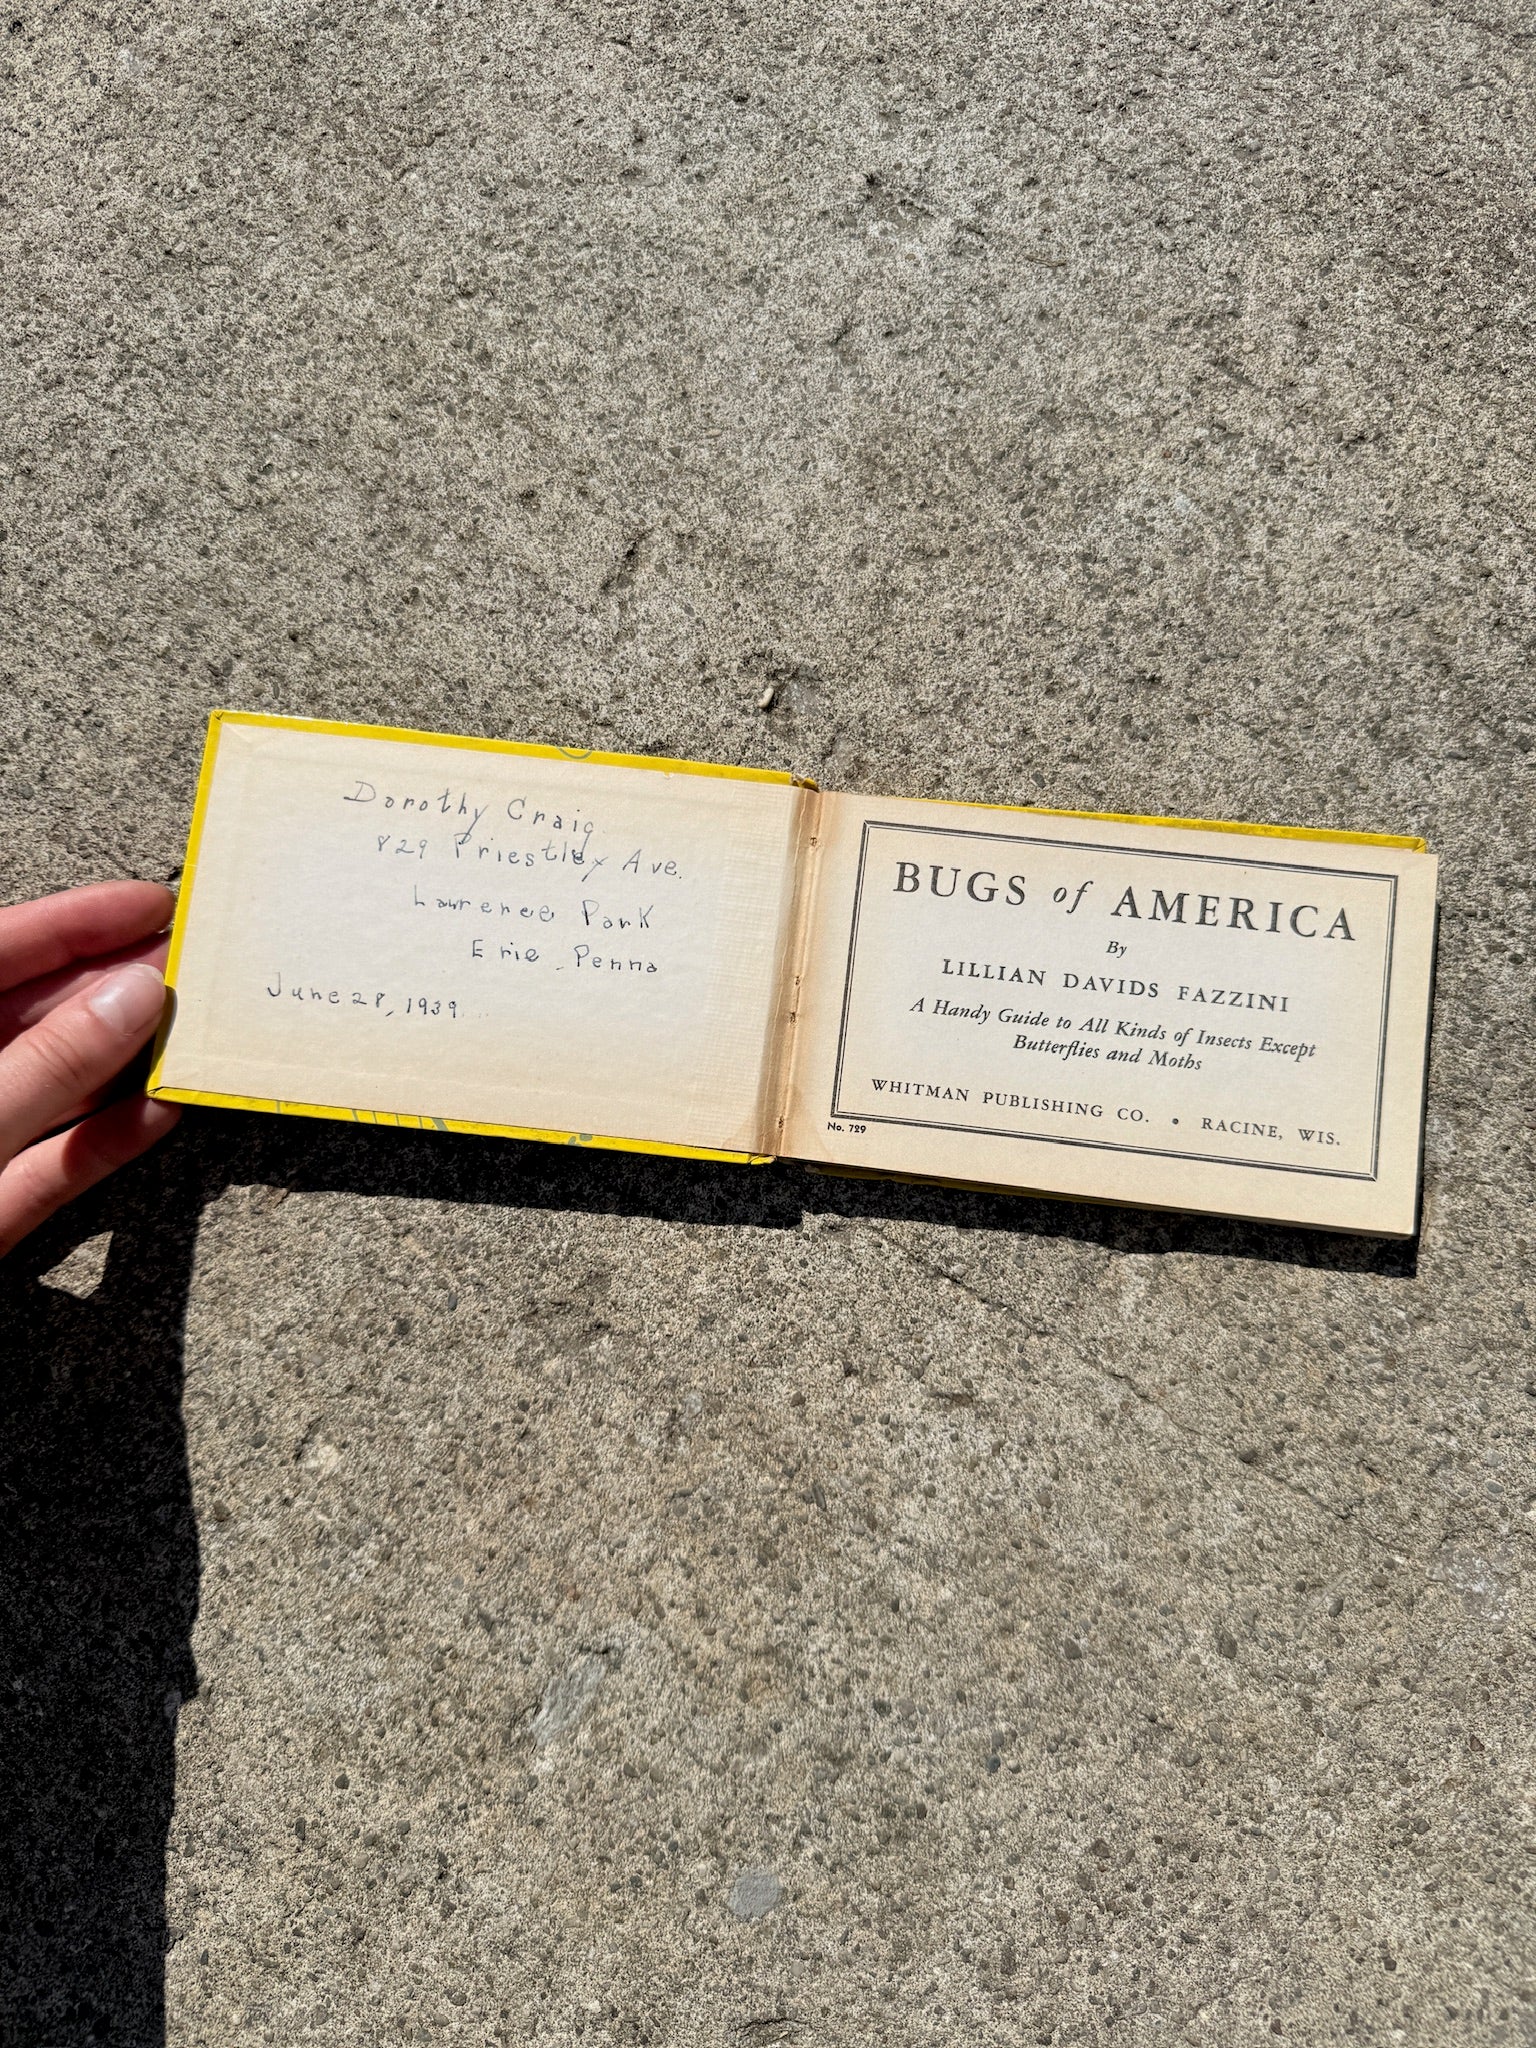 Dorothy Craig.
829 Priestley Ave.
Lawrence Park
Erie, Penna
June 28, 1939.
BUGS of AMERICA
By
LILLIAN DAVIDS FAZZINI
A Handy Guide to All Kinds of Insects Except
Butterflies and Moths
WHITMAN PUBLISHING CO. • RACINE, WIS.
No. 729